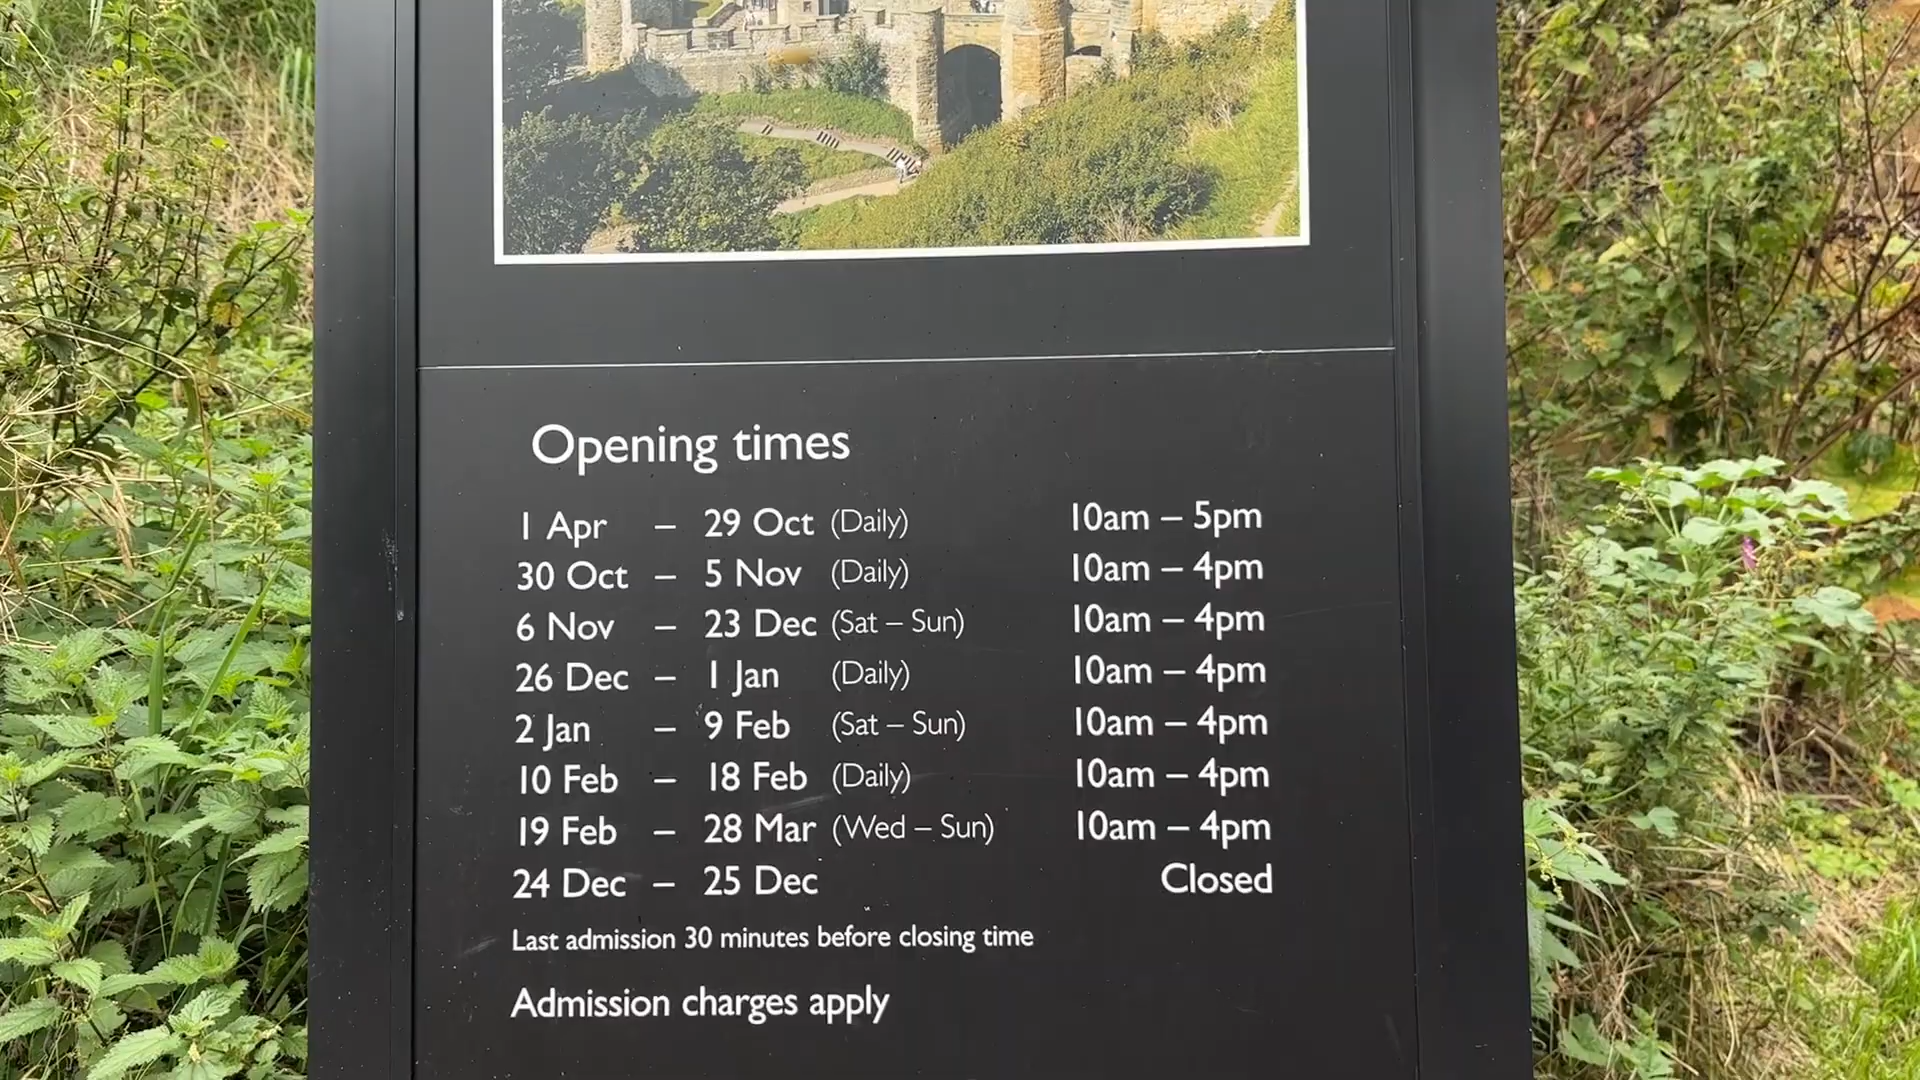 Opening times
1 Apr – 29 Oct (Daily) 10am – 5pm
30 Oct – 5 Nov (Daily) 10am – 4pm
6 Nov – 23 Dec (Sat – Sun) 10am – 4pm
26 Dec – 1 Jan (Daily) 10am – 4pm
2 Jan – 9 Feb (Sat – Sun) 10am – 4pm
10 Feb – 18 Feb (Daily) 10am – 4pm
19 Feb – 28 Mar (Wed – Sun) 10am – 4pm
24 Dec – 25 Dec Closed
Last admission 30 minutes before closing time
Admission charges apply